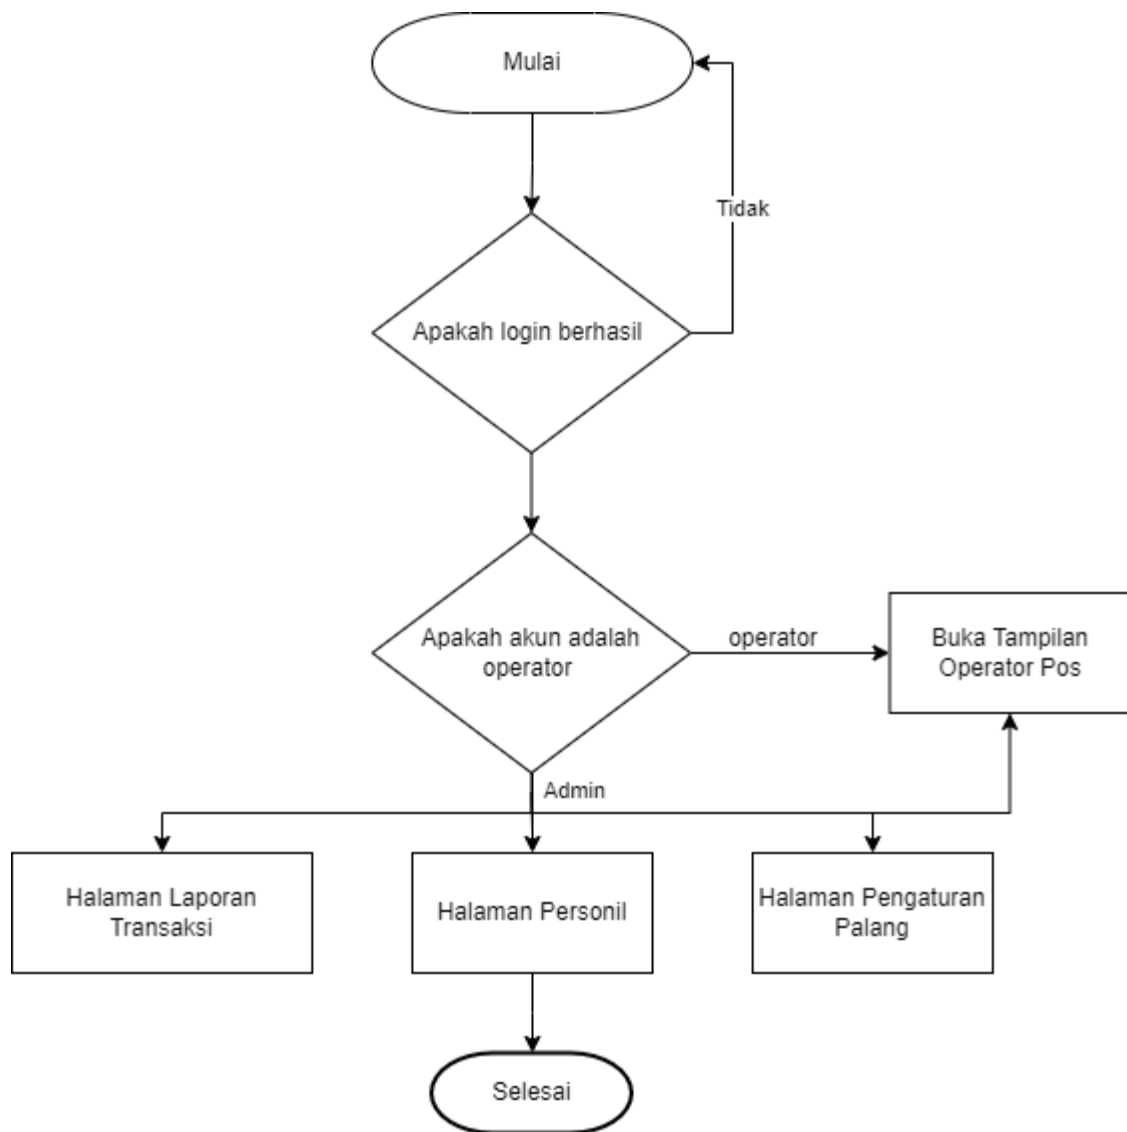 Mulai
Tidak
Apakah login berhasil
Apakah akun adalah
operator
operator
Buka Tampilan
Operator Pos
Admin
Halaman Laporan
Transaksi
Halaman Personil
Halaman Pengaturan
Palang
Selesai